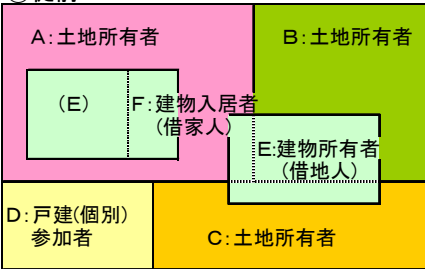 A:土地所有者
B:土地所有者
(E)
F:建物入居者
(借家人)
E:建物所有者
(借地人)
D:戸建(個別)
参加者
C:土地所有者